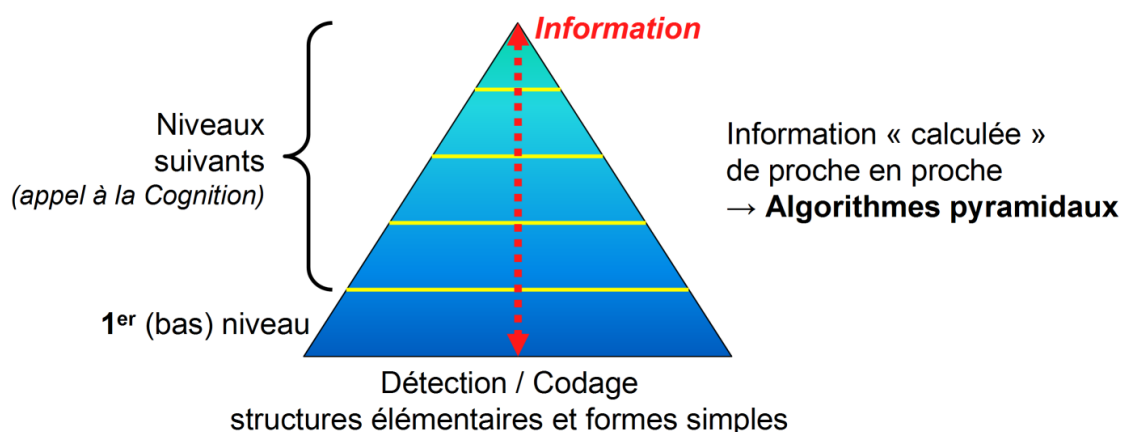 Information
Niveaux
suivants
(appel à la Cognition)
Information « calculée »
de proche en proche
→ Algorithmes pyramidaux
1er (bas) niveau
Détection / Codage
structures élémentaires et formes simples